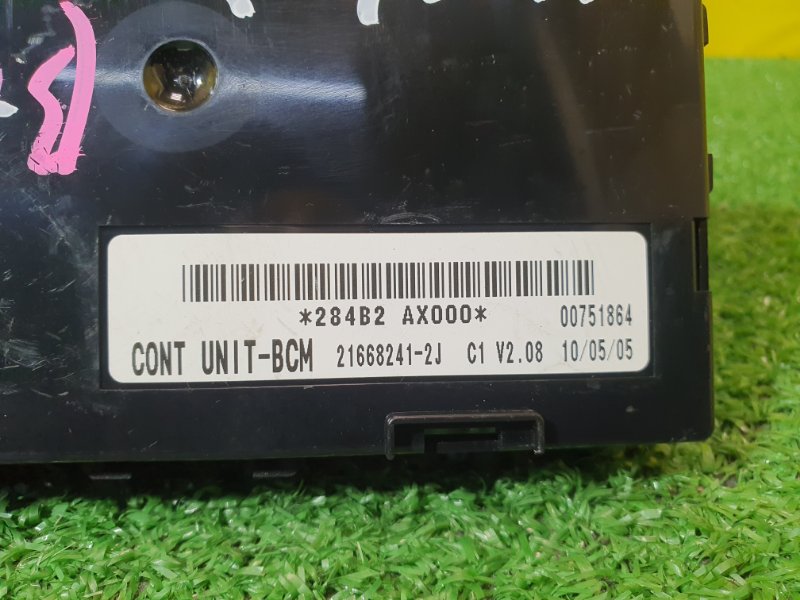 *284B2 AX000* 00751864
CONT UNIT-BCM 21668241-2J C1 V2.08 10/05/05